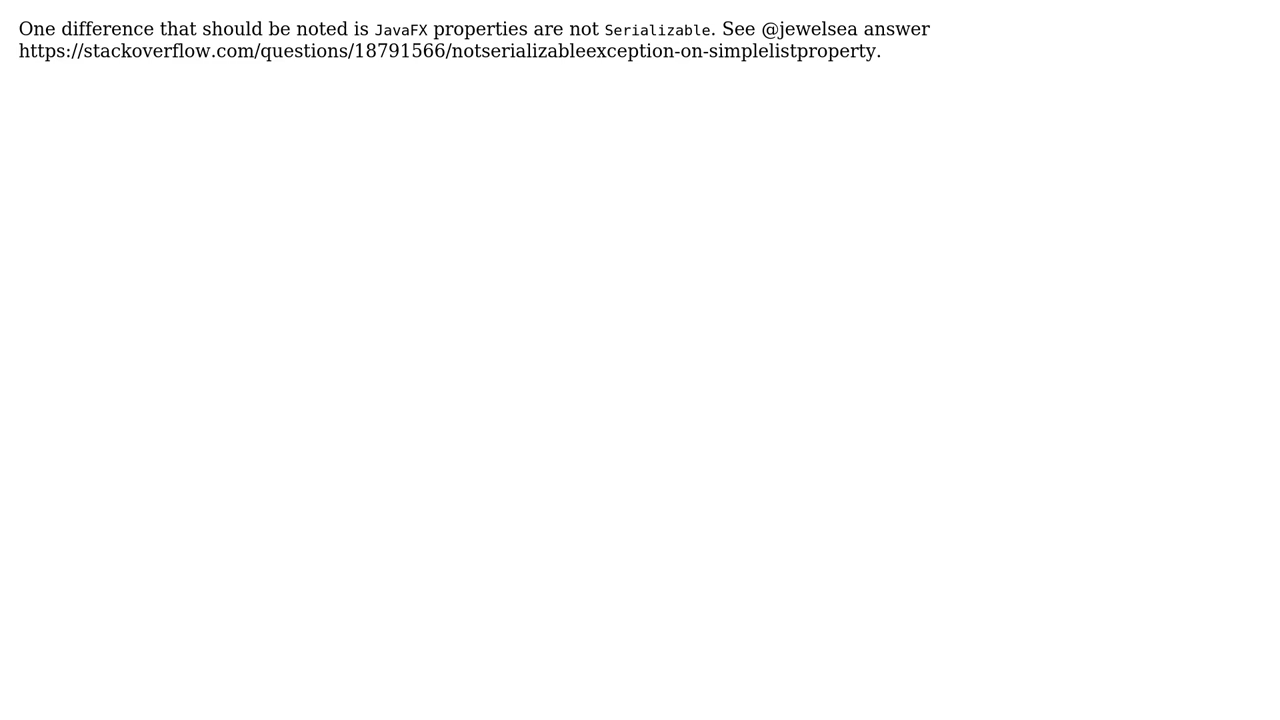 One difference that should be noted is JavaFX properties are not Serializable. See @jewelsea answer
https://stackoverflow.com/questions/18791566/notserializableexception-on-simplelistproperty.